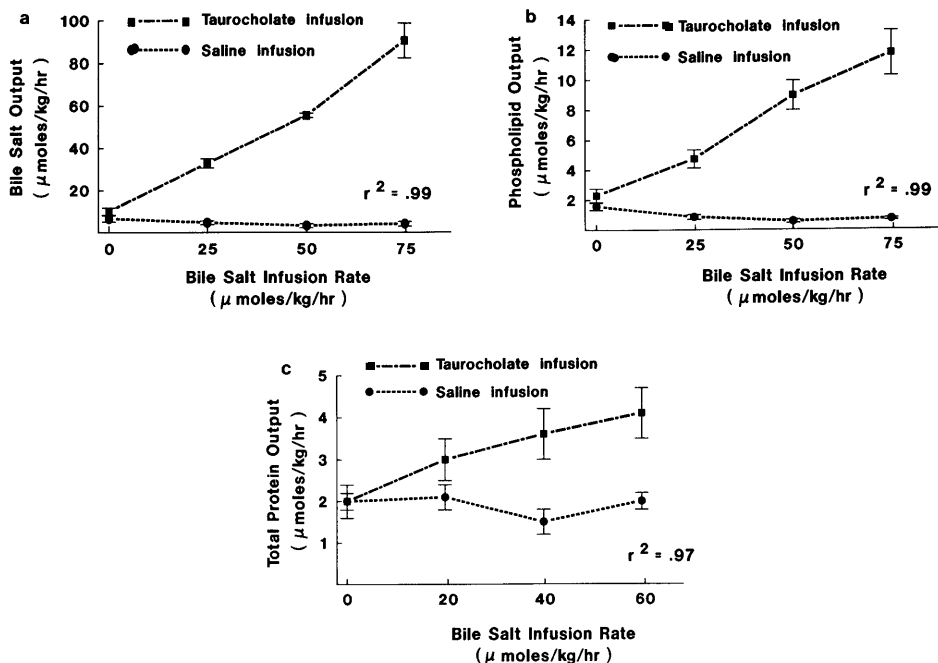 a
Taurocholate infusion
Saline infusion
100
80
60
40
20
Bile Salt Output
( μ moles/kg/hr )
r 2 = .99
0 25 50 75
Bile Salt Infusion Rate
( μ moles/kg/hr )
b
Taurocholate infusion
Saline infusion
16
14
12
10
8
6
4
2
Phospholipid Output
( μ moles/kg/hr )
r 2 = .99
0 25 50 75
Bile Salt Infusion Rate
( μ moles/kg/hr )
c
Taurocholate infusion
Saline infusion
5
4
3
2
1
Total Protein Output
( μ moles/kg/hr )
r 2 = .97
0 20 40 60
Bile Salt Infusion Rate
( μ moles/kg/hr )